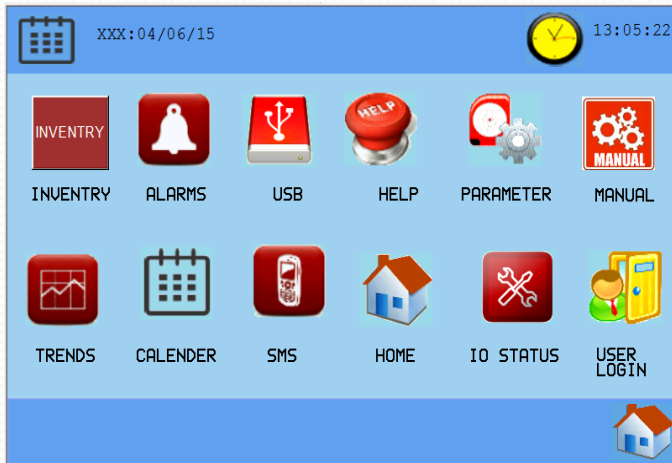 XXX:04/06/15 13:05:22
INVENTRY
HELP
MANUAL
INVENTRY ALARMS USB HELP PARAMETER MANUAL
TRENDS CALENDER SMS HOME IO STATUS USER
LOGIN